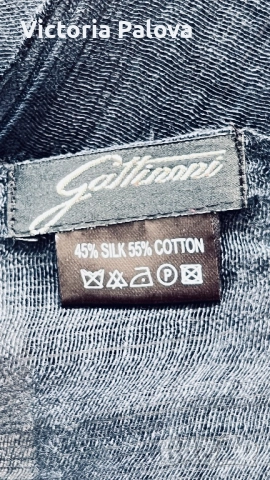 Victoria Palova
Gattinoni
45% SILK 55% COTTON
P